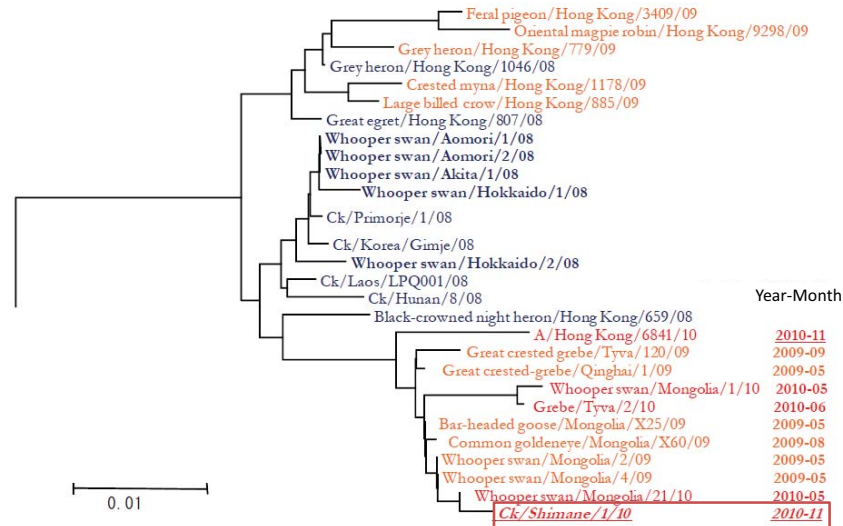 Feral pigeon/Hong Kong/3409/09
Oriental magpie robin/Hong Kong/9298/09
Grey heron/Hong Kong/779/09
Grey heron/Hong Kong/1046/08
Crested myna/Hong Kong/1178/09
Large billed crow/Hong Kong/885/09
Great egret/Hong Kong/807/08
Whooper swan/Aomori/1/08
Whooper swan/Aomori/2/08
Whooper swan/Akita/1/08
Whooper swan/Hokkaido/1/08
Ck/Primorje/1/08
Ck/Korea/Gimje/08
Whooper swan/Hokkaido/2/08
Ck/Laos/LPQ001/08
Ck/Hunan/8/08
Year-Month
Black-crowned night heron/Hong Kong/659/08
A/Hong Kong/6841/10 2010-11
Great crested grebe/Tyva/120/09 2009-09
Great crested-grebe/Qinghai/1/09 2009-05
Whooper swan/Mongolia/1/10 2010-05
Grebe/Tyva/2/10 2010-06
Bar-headed goose/Mongolia/X25/09 2009-05
Common goldeneye/Mongolia/X60/09 2009-08
Whooper swan/Mongolia/2/09 2009-05
Whooper swan/Mongolia/4/09 2009-05
Whooper swan/Mongolia/21/10 2010-05
Ck/Shimane/1/10 2010-11
0.01